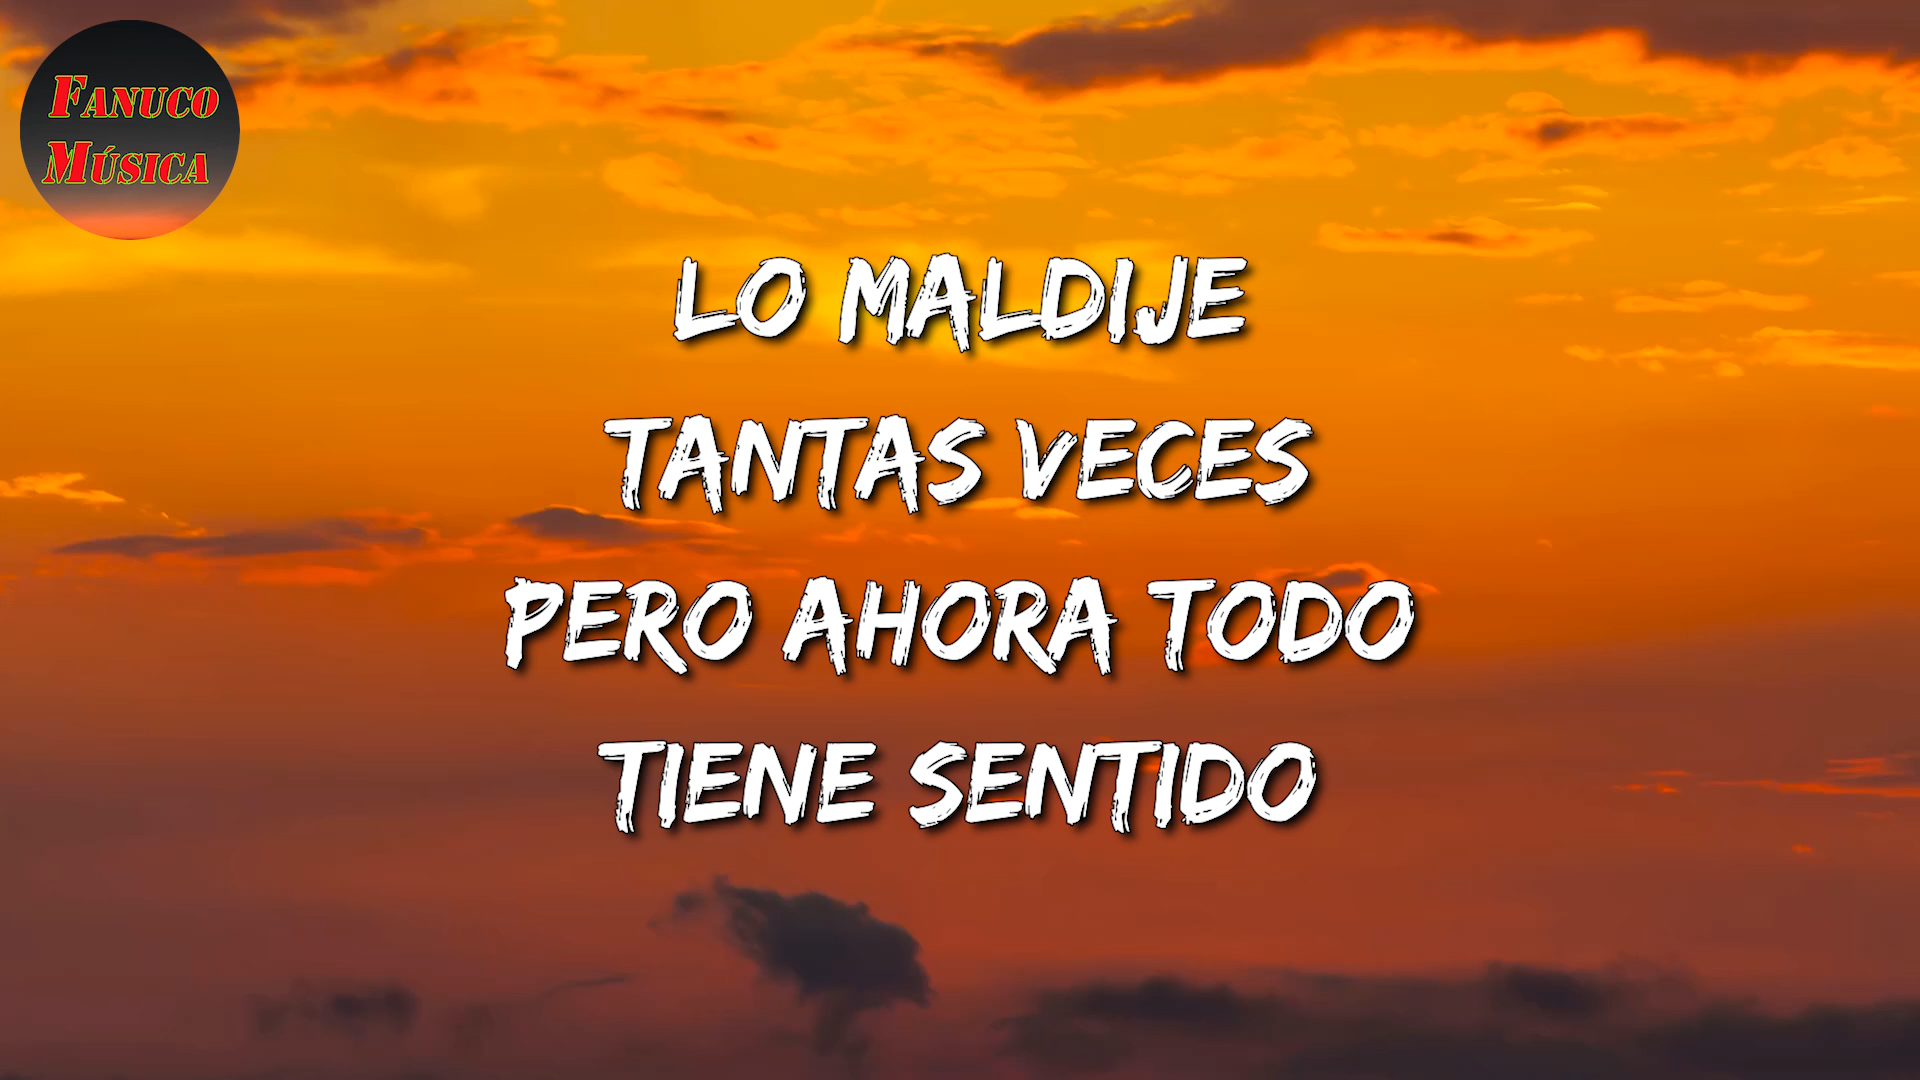 FANUCO
MÚSICA
LO MALDIJE
TANTAS VECES
PERO AHORA TODO
TIENE SENTIDO